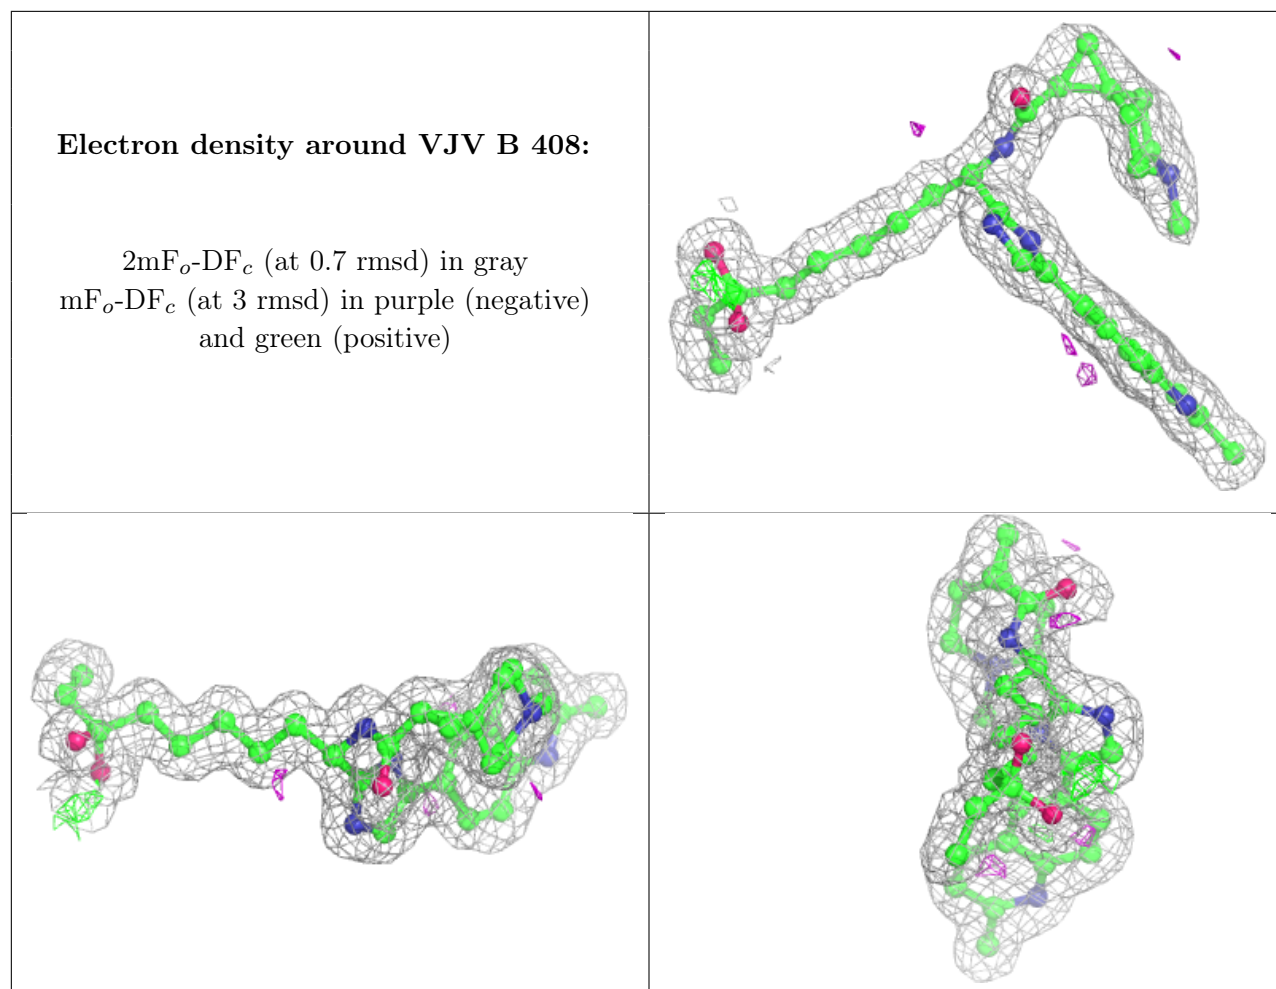 Electron density around VJV B 408:
2mFo-DFc (at 0.7 rmsd) in gray
mFo-DFc (at 3 rmsd) in purple (negative)
and green (positive)